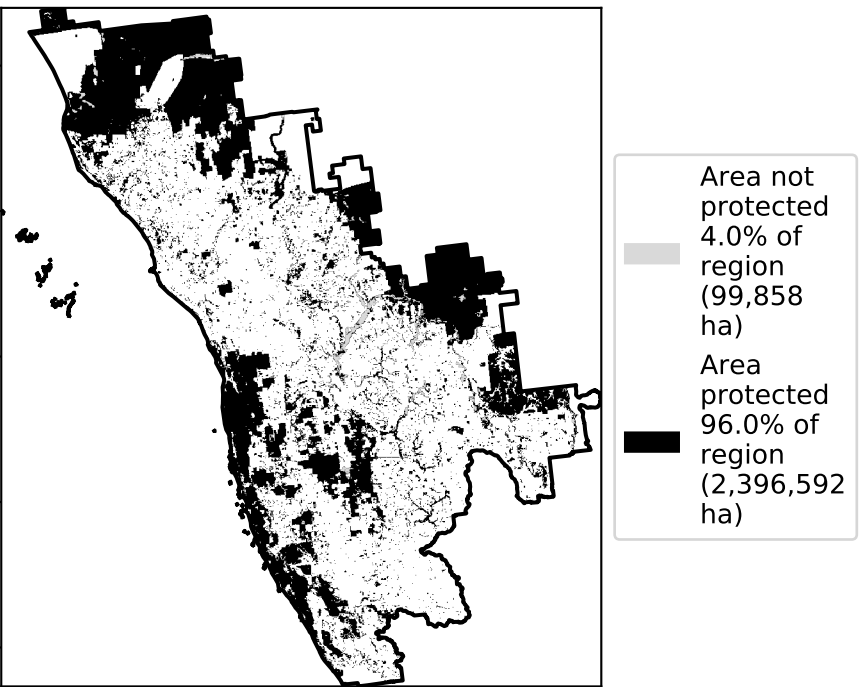 Area not
protected
4.0% of
region
(99,858
ha)
Area
protected
96.0% of
region
(2,396,592
ha)